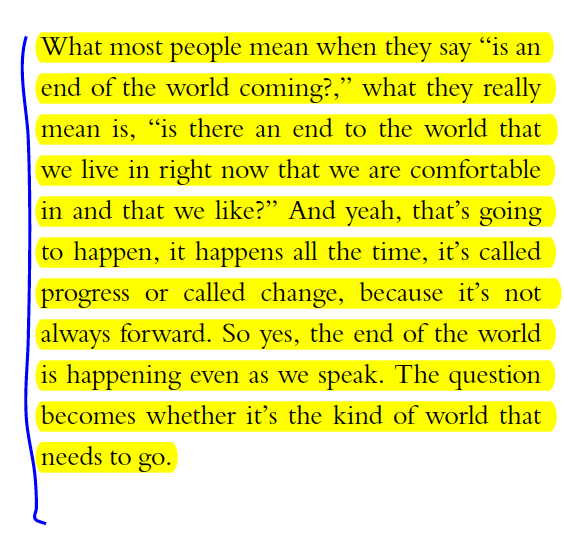 What most people mean when they say “is an
end of the world coming?,” what they really
mean is, “is there an end to the world that
we live in right now that we are comfortable
in and that we like?” And yeah, that’s going
to happen, it happens all the time, it’s called
progress or called change, because it’s not
always forward. So yes, the end of the world
is happening even as we speak. The question
becomes whether it’s the kind of world that
needs to go.